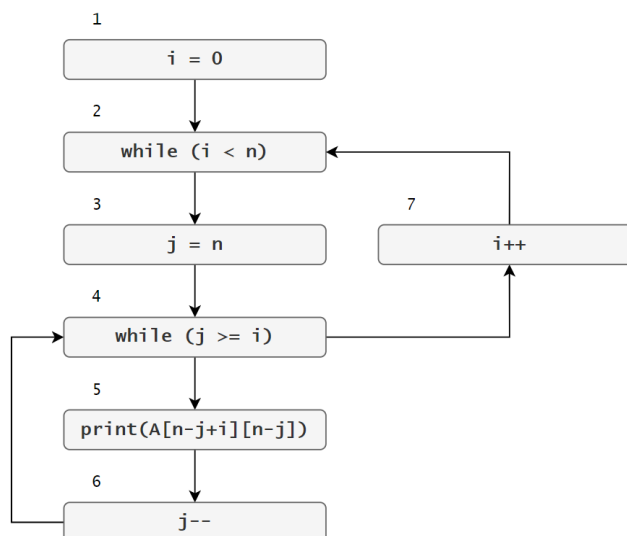 1
i = 0
2
while (i < n)
3
j = n
7
i++
4
while (j >= i)
5
print(A[n-j+i][n-j])
6
j--